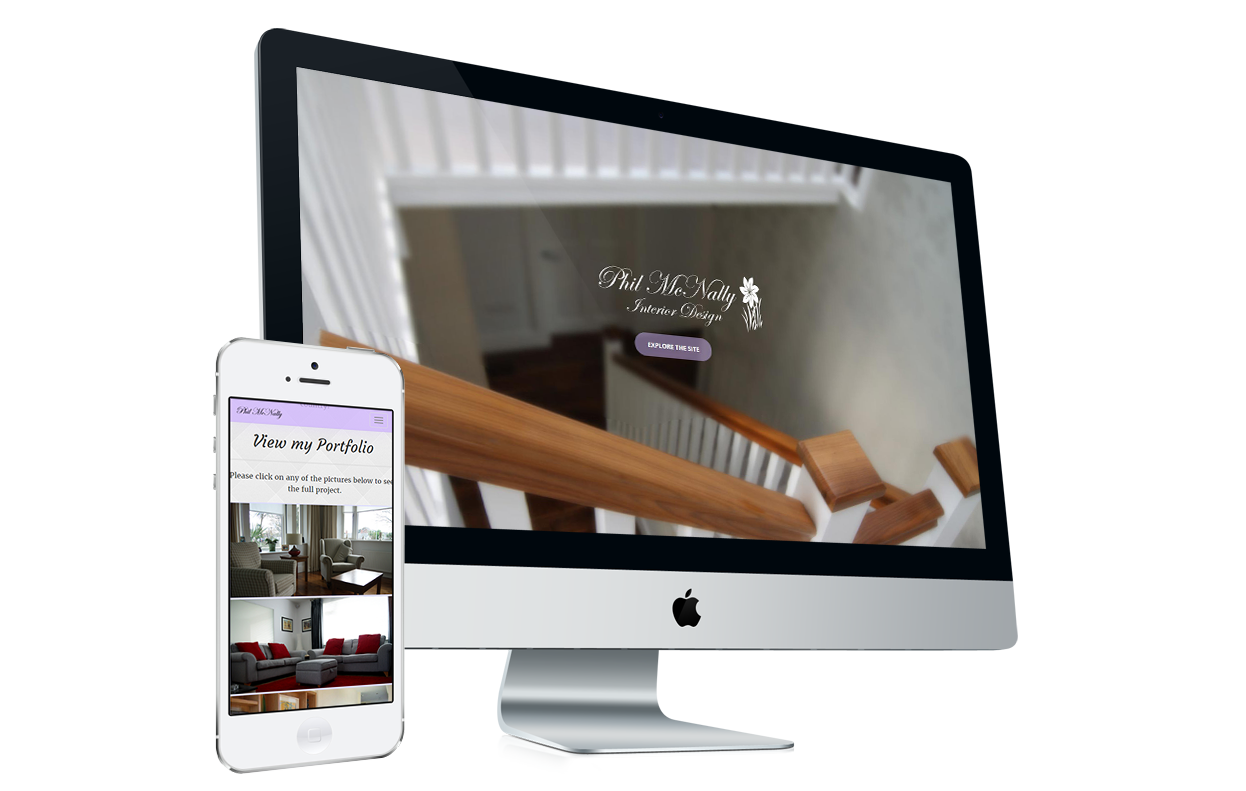 Phil McNally
Interior Design
EXPLORE THE SITE
Phil McNally
View my Portfolio
Please click on any of the pictures below to see
the full project.